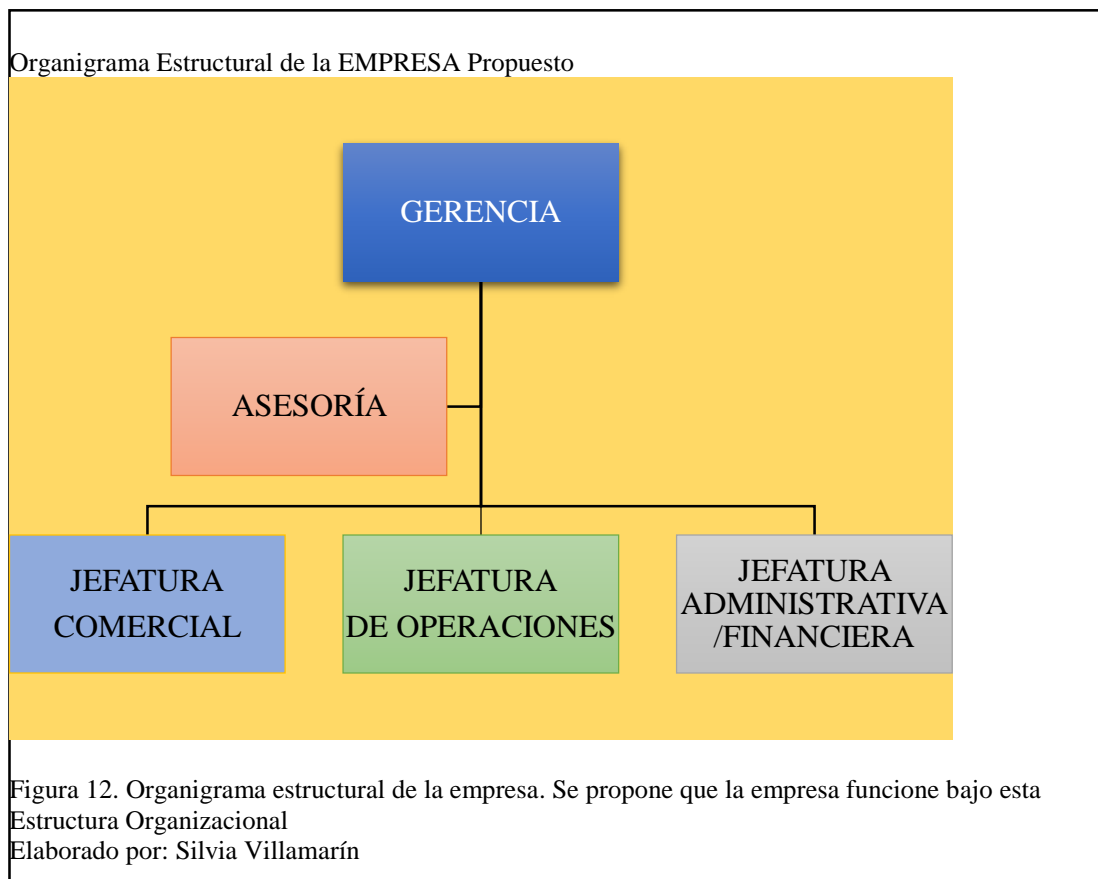 Organigrama Estructural de la EMPRESA Propuesto
GERENCIA
ASESORÍA
JEFATURA
COMERCIAL
JEFATURA
DE OPERACIONES
JEFATURA
ADMINISTRATIVA
/FINANCIERA
Figura 12. Organigrama estructural de la empresa. Se propone que la empresa funcione bajo esta
Estructura Organizacional
Elaborado por: Silvia Villamarín